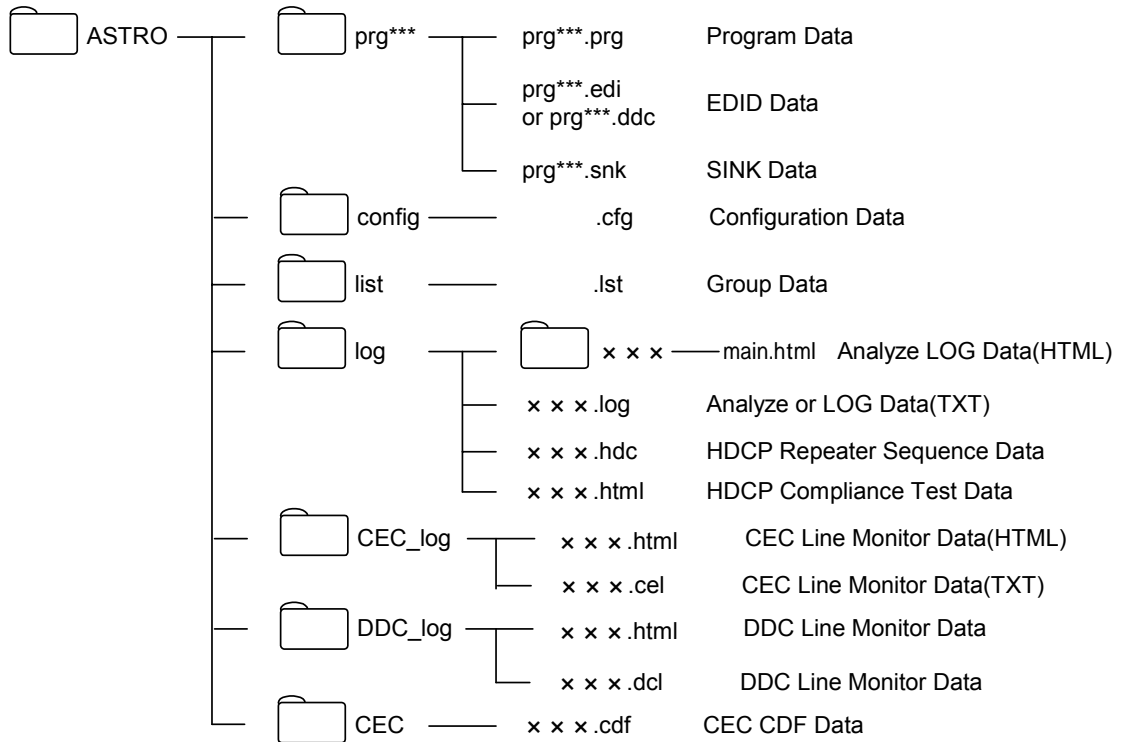 ASTRO prg*** prg***.prg Program Data
prg***.edi
or prg***.ddc EDID Data
prg***.snk SINK Data
config .cfg Configuration Data
list .lst Group Data
log ××× main.html Analyze LOG Data(HTML)
×××.log Analyze or LOG Data(TXT)
×××.hdc HDCP Repeater Sequence Data
×××.html HDCP Compliance Test Data
CEC_log ×××.html CEC Line Monitor Data(HTML)
×××.cel CEC Line Monitor Data(TXT)
DDC_log ×××.html DDC Line Monitor Data
×××.dcl DDC Line Monitor Data
CEC ×××.cdf CEC CDF Data